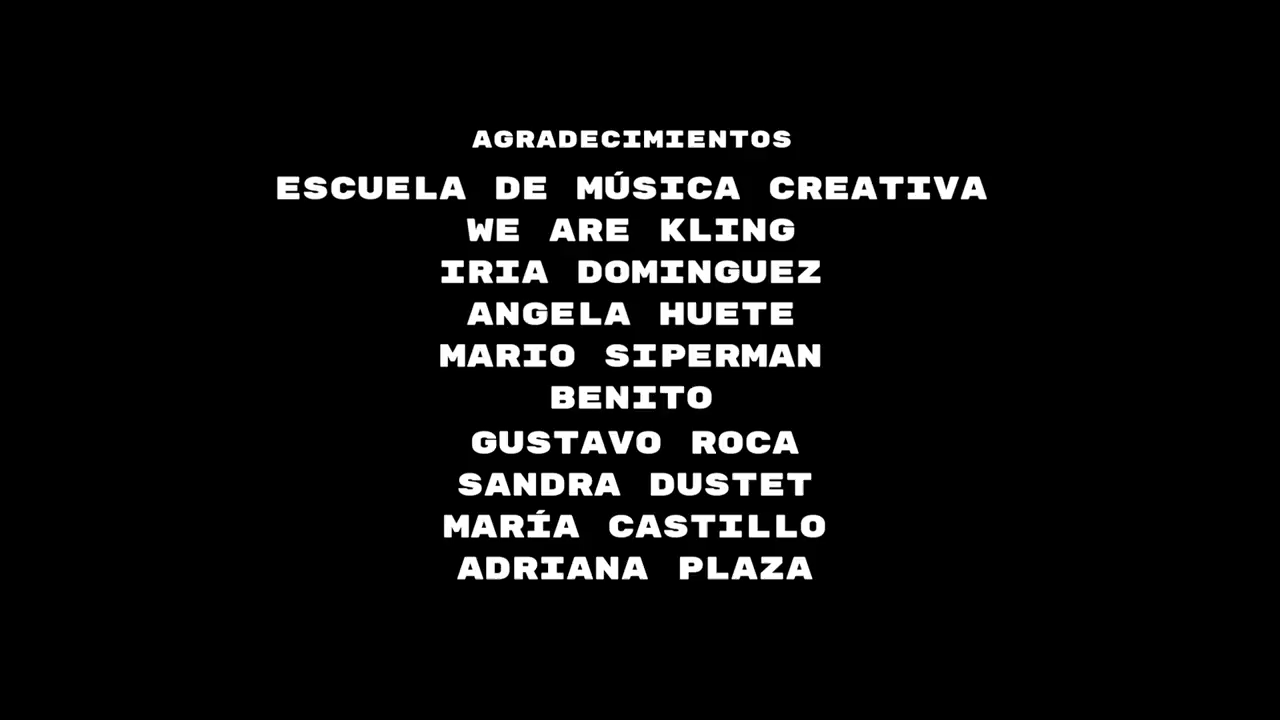 AGRADECIMIENTOS
ESCUELA DE MÚSICA CREATIVA
WE ARE KLING
IRIA DOMINGUEZ
ANGELA HUETE
MARIO SIPERMAN
BENITO
GUSTAVO ROCA
SANDRA DUSTET
MARÍA CASTILLO
ADRIANA PLAZA